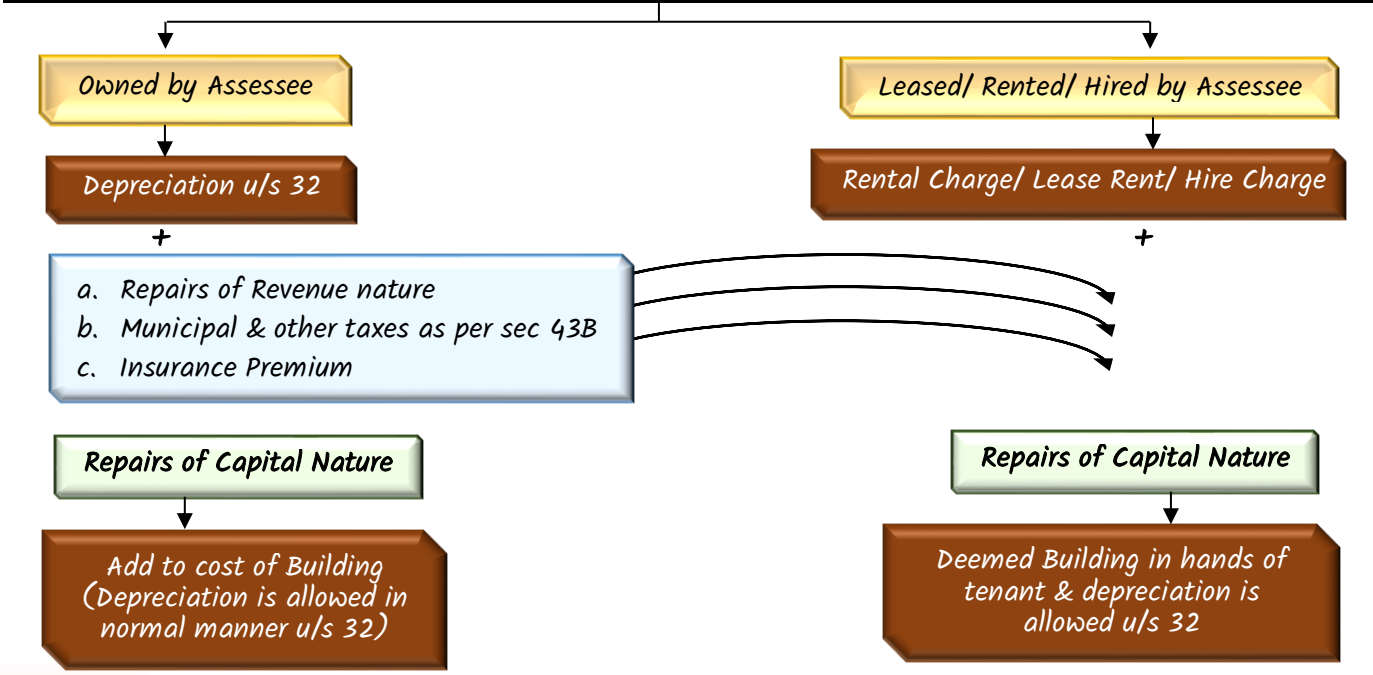 Owned by Assessee
Leased/ Rented/ Hired by Assessee
Depreciation u/s 32
Rental Charge/ Lease Rent/ Hire Charge
+
+
a. Repairs of Revenue nature
b. Municipal & other taxes as per sec 43B
c. Insurance Premium
Repairs of Capital Nature
Repairs of Capital Nature
Add to cost of Building
(Depreciation is allowed in
normal manner u/s 32)
Deemed Building in hands of
tenant & depreciation is
allowed u/s 32